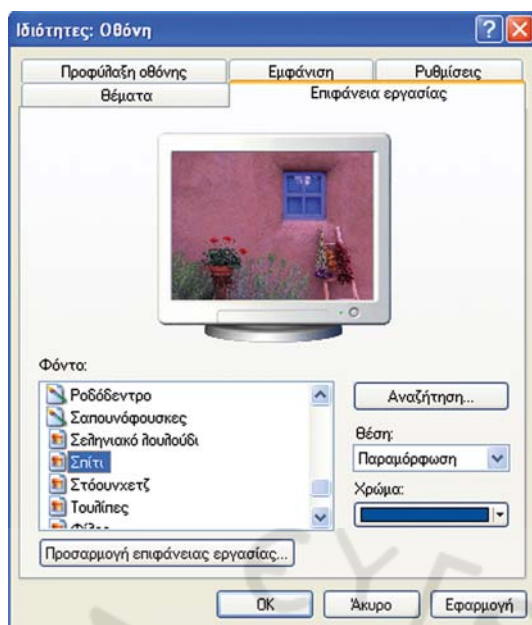 Ιδιότητες: Οθόνη
Προφύλαξη οθόνης Εμφάνιση Ρυθμίσεις
Θέματα Επιφάνεια εργασίας
Φόντο:
Ροδόδεντρο
Σαπουνόφουσκες
Σεληνιακό λουλούδι
Σπίτι
Στόουνχετζ
Τουλίπες
Αναζήτηση...
Θέση:
Παραμόρφωση
Χρώμα:
Προσαρμογή επιφάνειας εργασίας...
OK Άκυρο Εφαρμογή